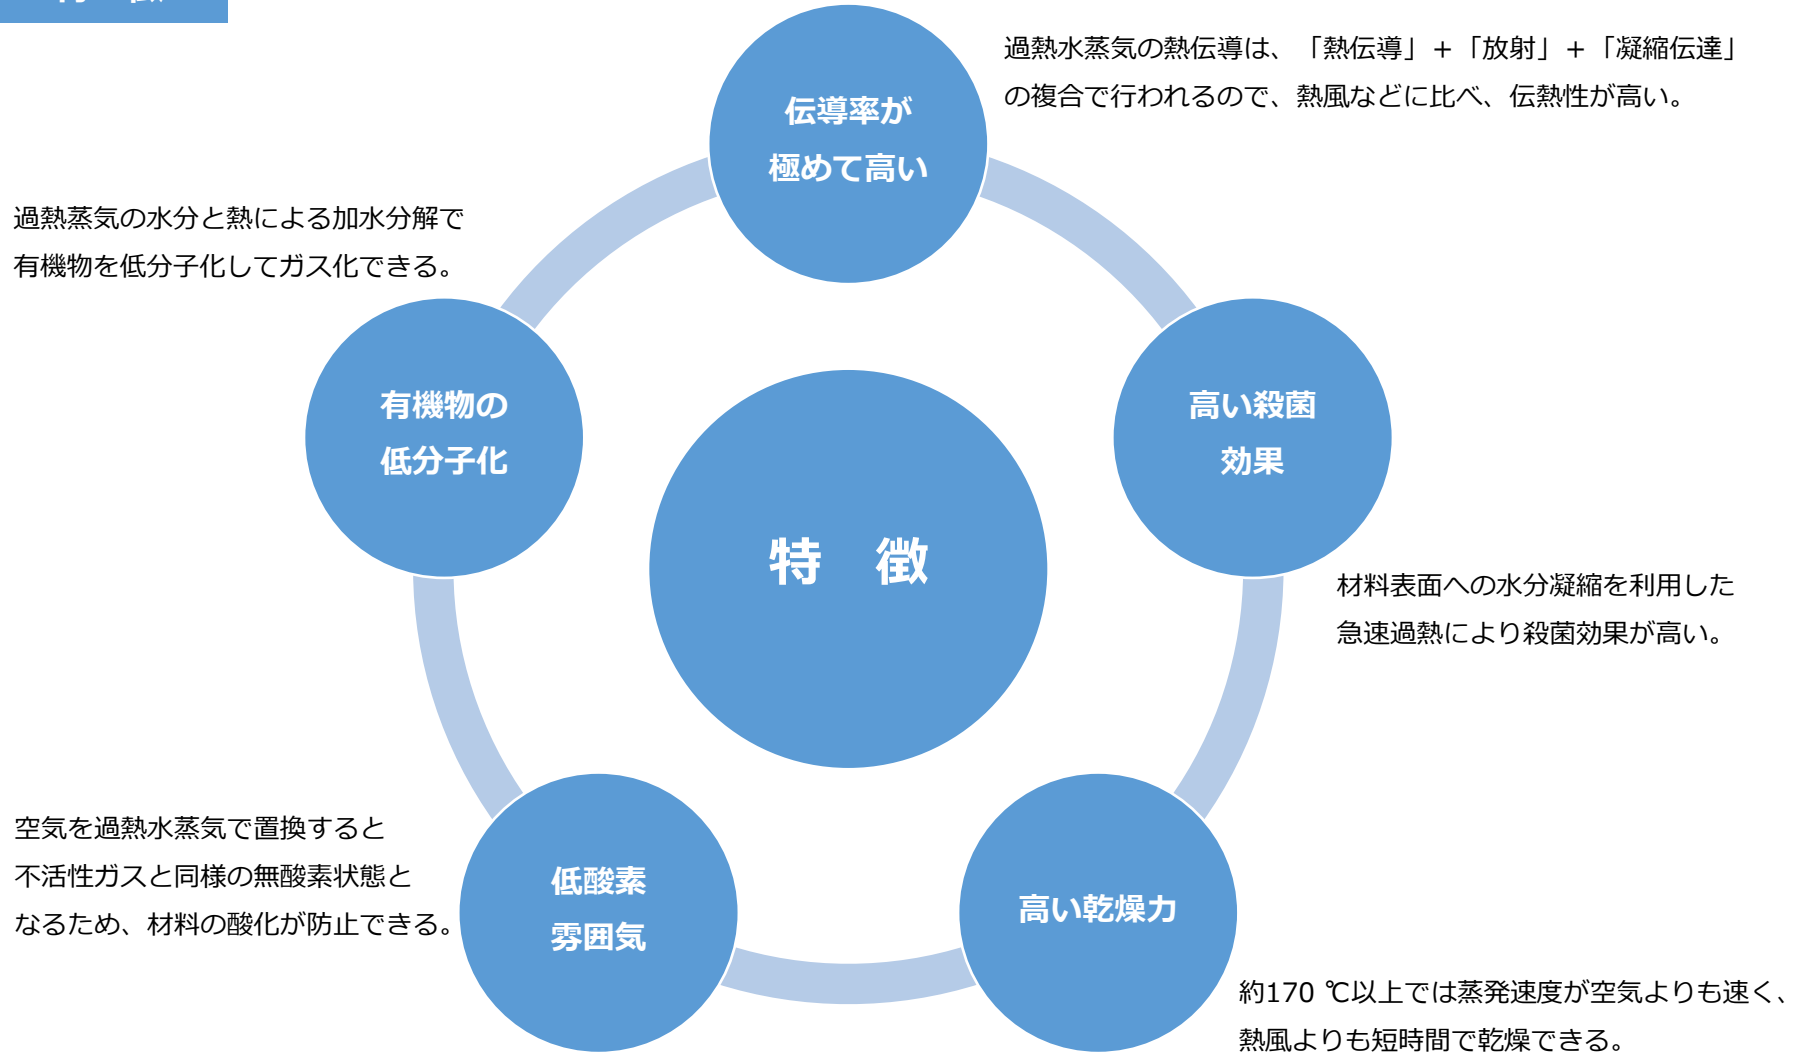 過熱水蒸気の熱伝導は、「熱伝導」+「放射」+「凝縮伝達」
の複合で行われるので、熱風などに比べ、伝熱性が高い。
伝導率が
極めて高い
過熱蒸気の水分と熱による加水分解で
有機物を低分子化してガス化できる。
有機物の
低分子化
高い殺菌
効果
特　徴
材料表面への水分凝縮を利用した
急速過熱により殺菌効果が高い。
空気を過熱水蒸気で置換すると
不活性ガスと同様の無酸素状態と
なるため、材料の酸化が防止できる。
低酸素
雰囲気
高い乾燥力
約170 ℃以上では蒸発速度が空気よりも速く、
熱風よりも短時間で乾燥できる。